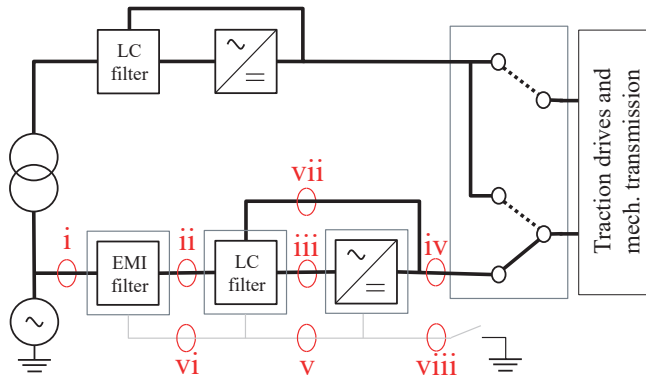 LC
filter
vii
i
EMI
filter
ii
LC
filter
iii
iv
vi
v
viii
Traction drives and
mech. transmission